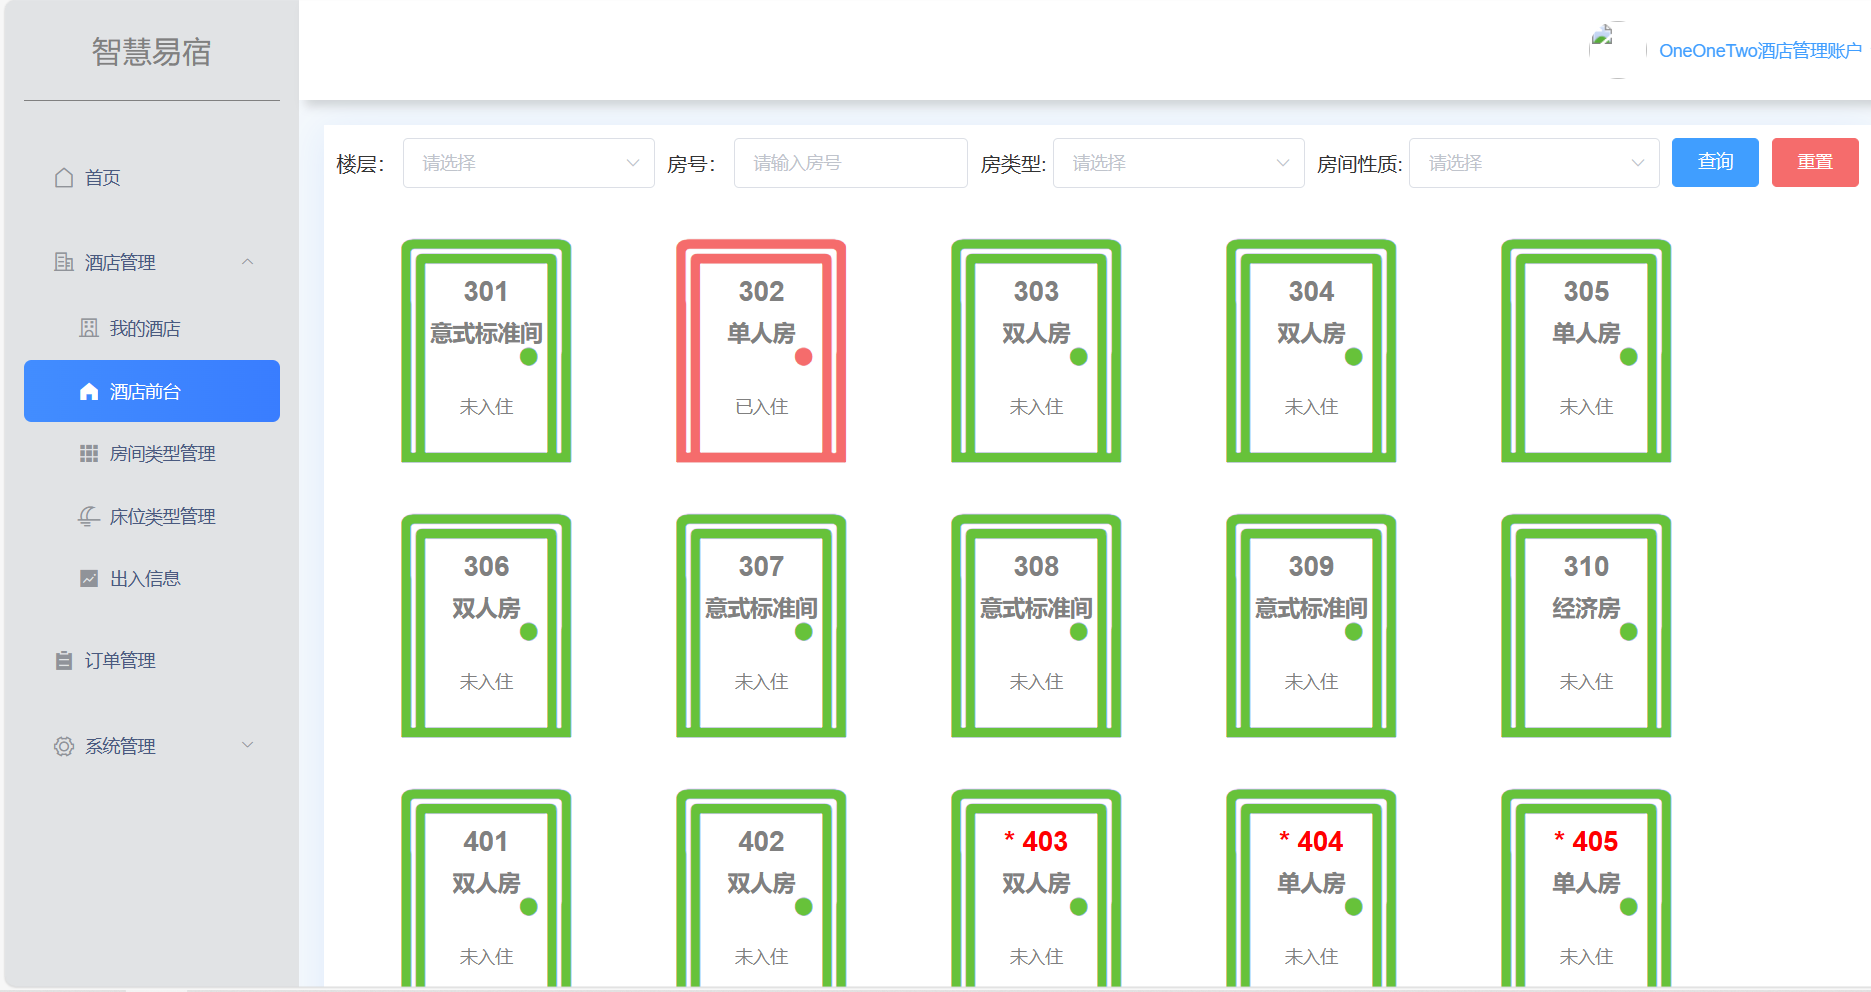 智慧易宿
OneOneTwo酒店管理账户
首页
酒店管理
我的酒店
酒店前台
房间类型管理
床位类型管理
出入信息
订单管理
系统管理
楼层： 请选择 房号： 请输入房号 房类型: 请选择 房间性质: 请选择 查询 重置
301 302 303 304 305
意式标准间 单人房 双人房 双人房 单人房
未入住 已入住 未入住 未入住 未入住
306 307 308 309 310
双人房 意式标准间 意式标准间 意式标准间 经济房
未入住 未入住 未入住 未入住 未入住
401 402 * 403 * 404 * 405
双人房 双人房 双人房 单人房 单人房
未入住 未入住 未入住 未入住 未入住